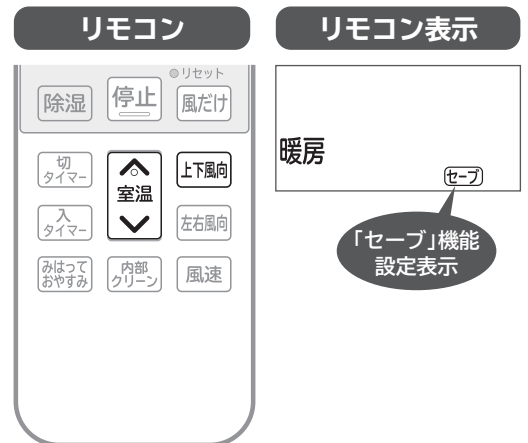 リモコン
リモコン表示
リセット
除湿
停止
風だけ
切
タイマー
室温
上下風向
入
タイマー
左右風向
みはって
おやすみ
内部
クリーン
風速
暖房
セーブ
「セーブ」機能
設定表示